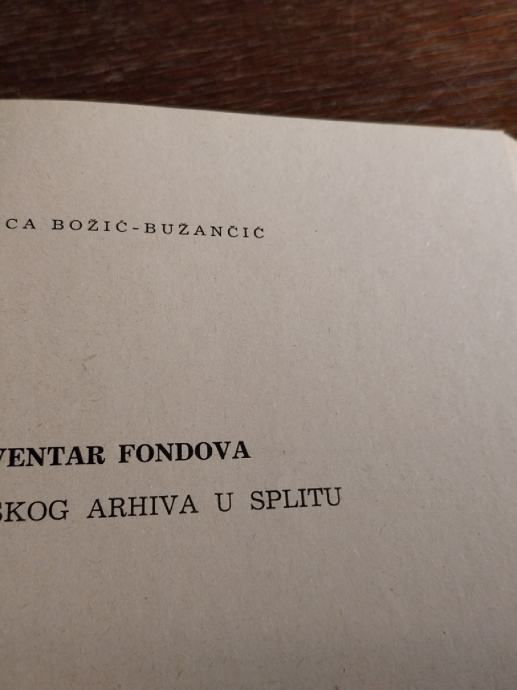 CA BOŽIĆ-BUŽANČIĆ
VENTAR FONDOVA
SKOG ARHIVA U SPLITU